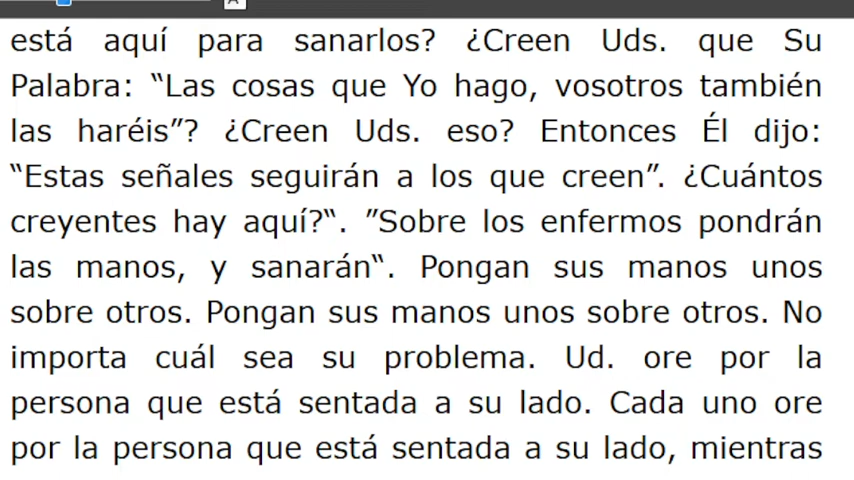 está aquí para sanarlos? ¿Creen Uds. que Su
Palabra: “Las cosas que Yo hago, vosotros también
las haréis”? ¿Creen Uds. eso? Entonces Él dijo:
“Estas señales seguirán a los que creen”. ¿Cuántos
creyentes hay aquí?“. ”Sobre los enfermos pondrán
las manos, y sanarán“. Pongan sus manos unos
sobre otros. Pongan sus manos unos sobre otros. No
importa cuál sea su problema. Ud. ore por la
persona que está sentada a su lado. Cada uno ore
por la persona que está sentada a su lado, mientras